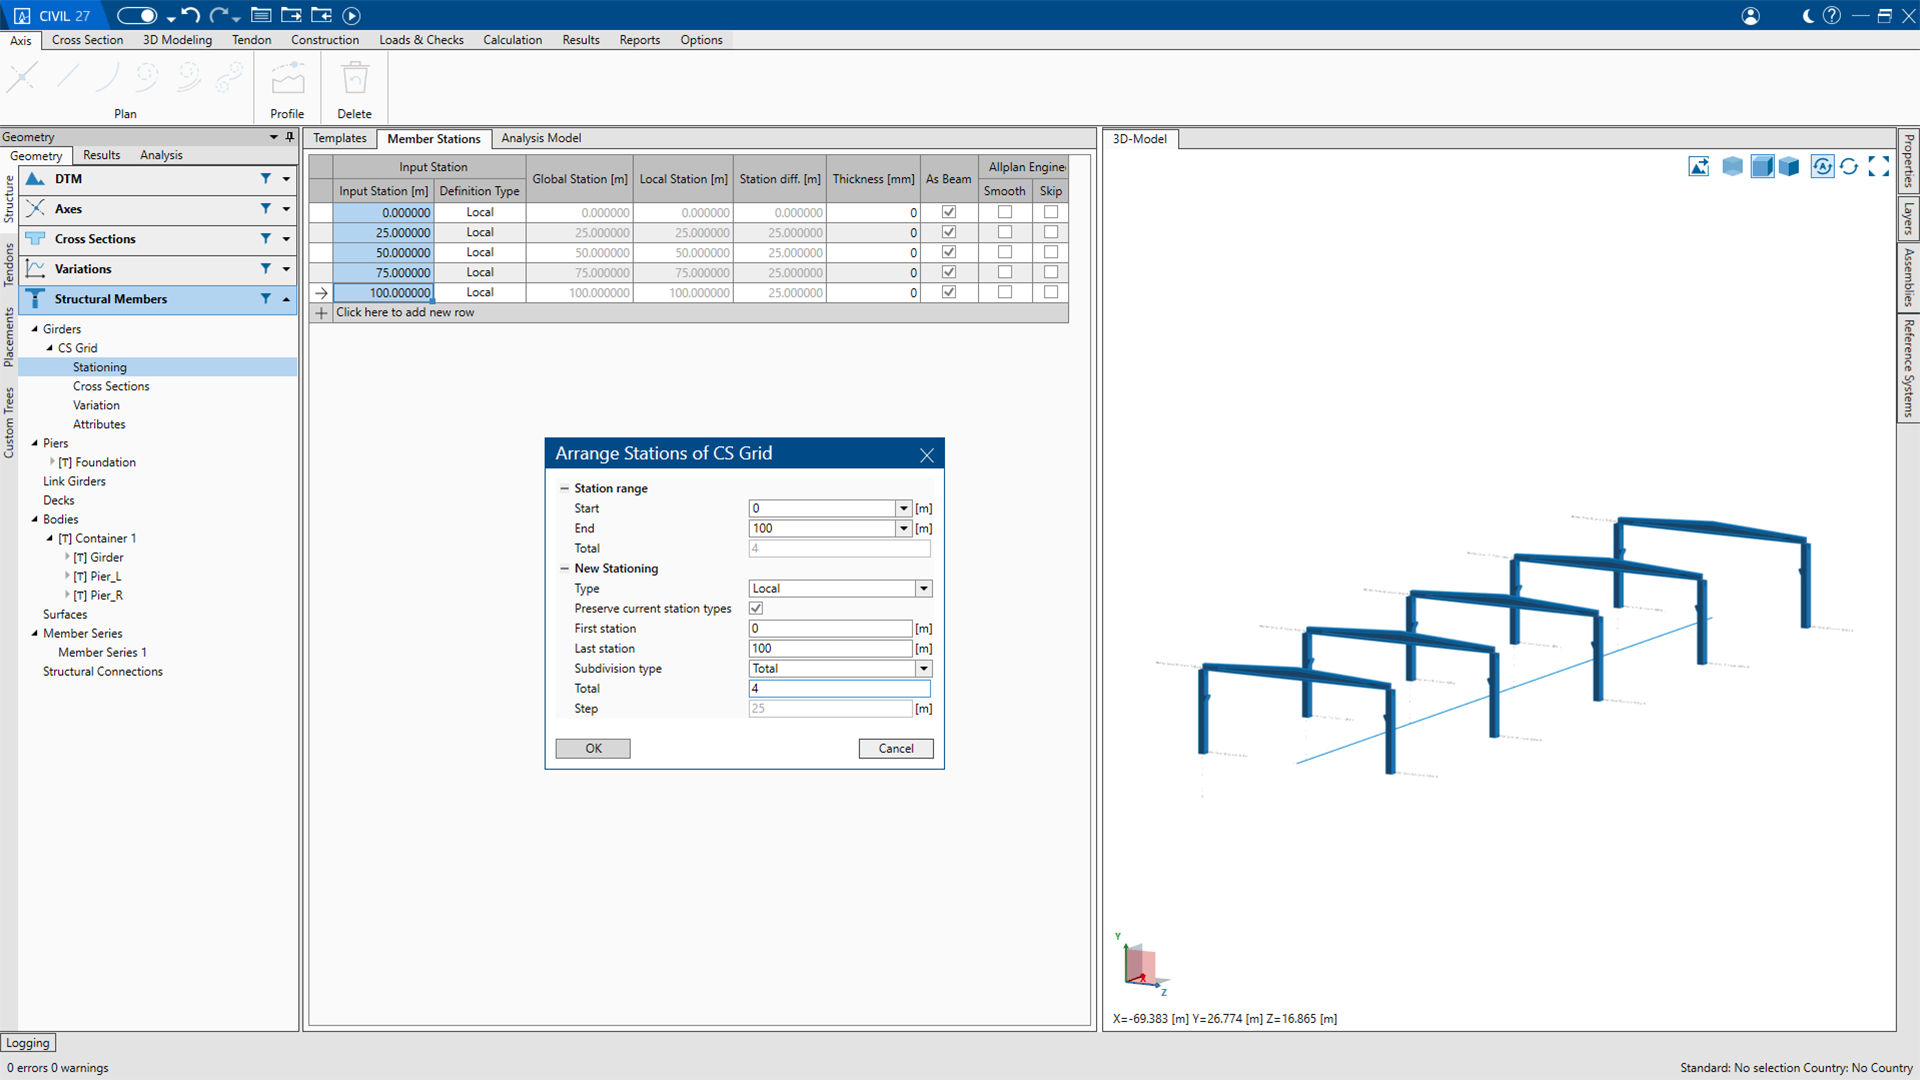 CIVIL 27
Axis Cross Section 3D Modeling Tendon Construction Loads & Checks Calculation Results Reports Options
Plan Profile Delete
Geometry
Geometry Results Analysis
Structure
Tendons
Placements
Custom Trees
DTM
Axes
Cross Sections
Variations
Structural Members
Girders
CS Grid
Stationing
Cross Sections
Variation
Attributes
Piers
[T] Foundation
Link Girders
Decks
Bodies
[T] Container 1
[T] Girder
[T] Pier_L
[T] Pier_R
Surfaces
Member Series
Member Series 1
Structural Connections
Templates Member Stations Analysis Model
Input Station Global Station [m] Local Station [m] Station diff. [m] Thickness [mm] As Beam Allplan Engine
Input Station [m] Definition Type Smooth Skip
0.000000 Local 0.000000 0.000000 0.000000 0
25.000000 Local 25.000000 25.000000 25.000000 0
50.000000 Local 50.000000 50.000000 25.000000 0
75.000000 Local 75.000000 75.000000 25.000000 0
100.000000 Local 100.000000 100.000000 25.000000 0
Click here to add new row
Arrange Stations of CS Grid
Station range
Start 0 [m]
End 100 [m]
Total 4
New Stationing
Type Local
Preserve current station types
First station 0 [m]
Last station 100 [m]
Subdivision type Total
Total 4
Step 25 [m]
OK Cancel
3D-Model
Y
X
Z
X=-69.383 [m] Y=26.774 [m] Z=16.865 [m]
Properties
Layers
Assemblies
Reference Systems
Logging
0 errors 0 warnings
Standard: No selection Country: No Country